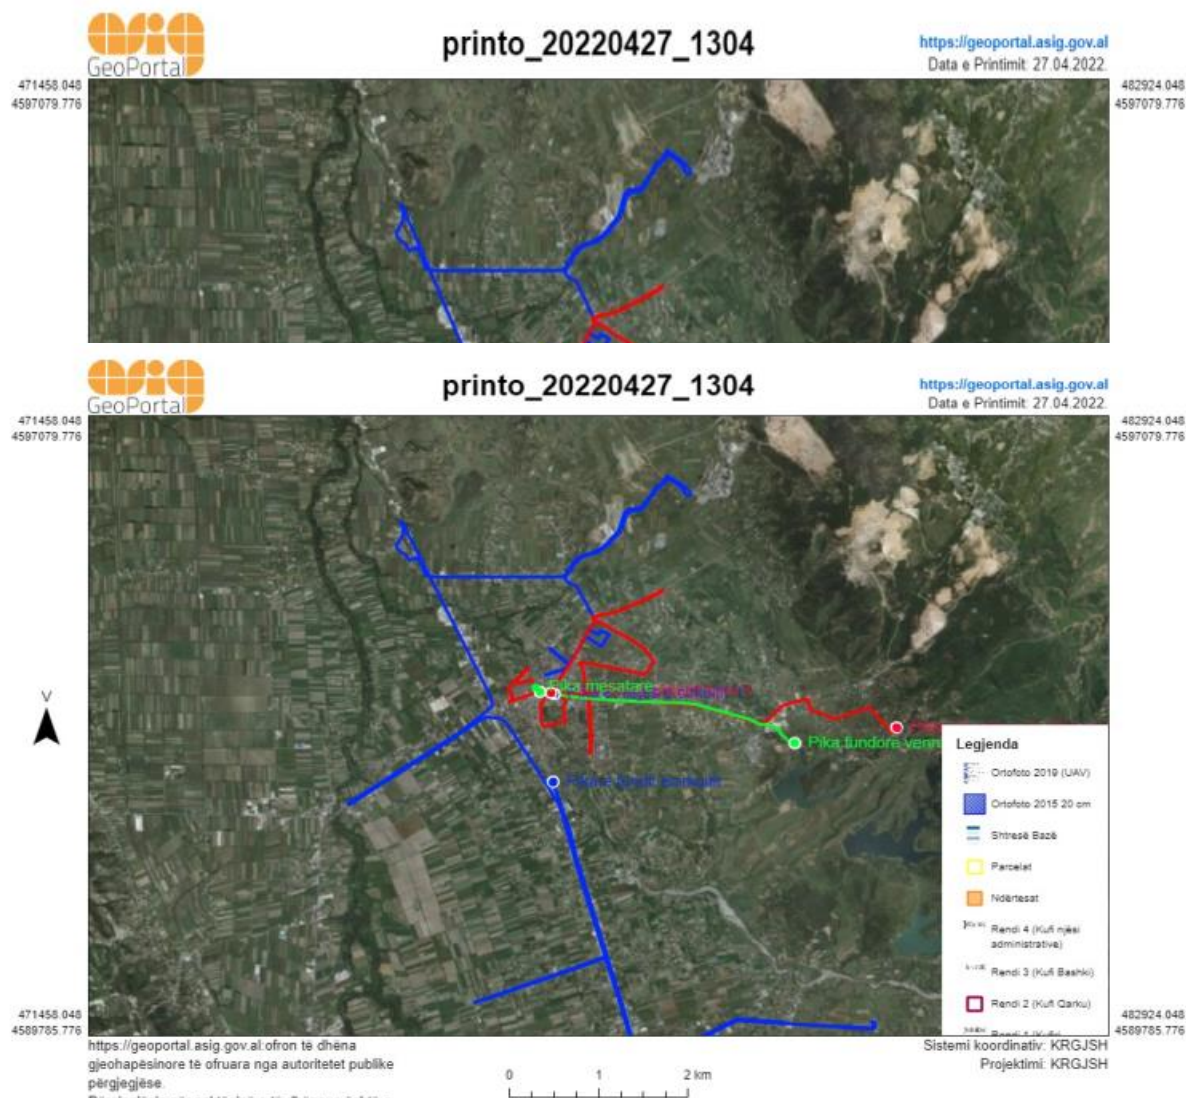 asig
GeoPortal
printo_20220427_1304
https://geoportal.asig.gov.al
Data e Printimit: 27.04.2022.
471458.048
4597079.776
482924.048
4597079.776
asig
GeoPortal
printo_20220427_1304
https://geoportal.asig.gov.al
Data e Printimit: 27.04.2022.
471458.048
4597079.776
482924.048
4597079.776
Pika mesatare
Pika fundore venn
V
Legjenda
Ortofoto 2019 (UAV)
Ortofoto 2015 20 cm
Shtresë Bazë
Parcelat
Ndërtesat
Rendi 4 (Kufi njësi
administrative)
Rendi 3 (Kufi Bashki)
Rendi 2 (Kufi Qarku)
471458.048
4589785.776
482924.048
4589785.776
https://geoportal.asig.gov.al:ofron të dhëna
gjeohapësinore të ofruara nga autoritetet publike
përgjegjëse.
Sistemi koordinativ: KRGJSH
Projektimi: KRGJSH
0 1 2 km